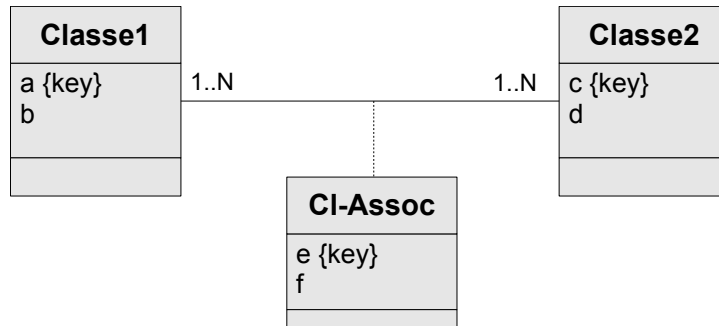 Classe1
a {key}
b
1..N
1..N
Classe2
c {key}
d
Cl-Assoc
e {key}
f